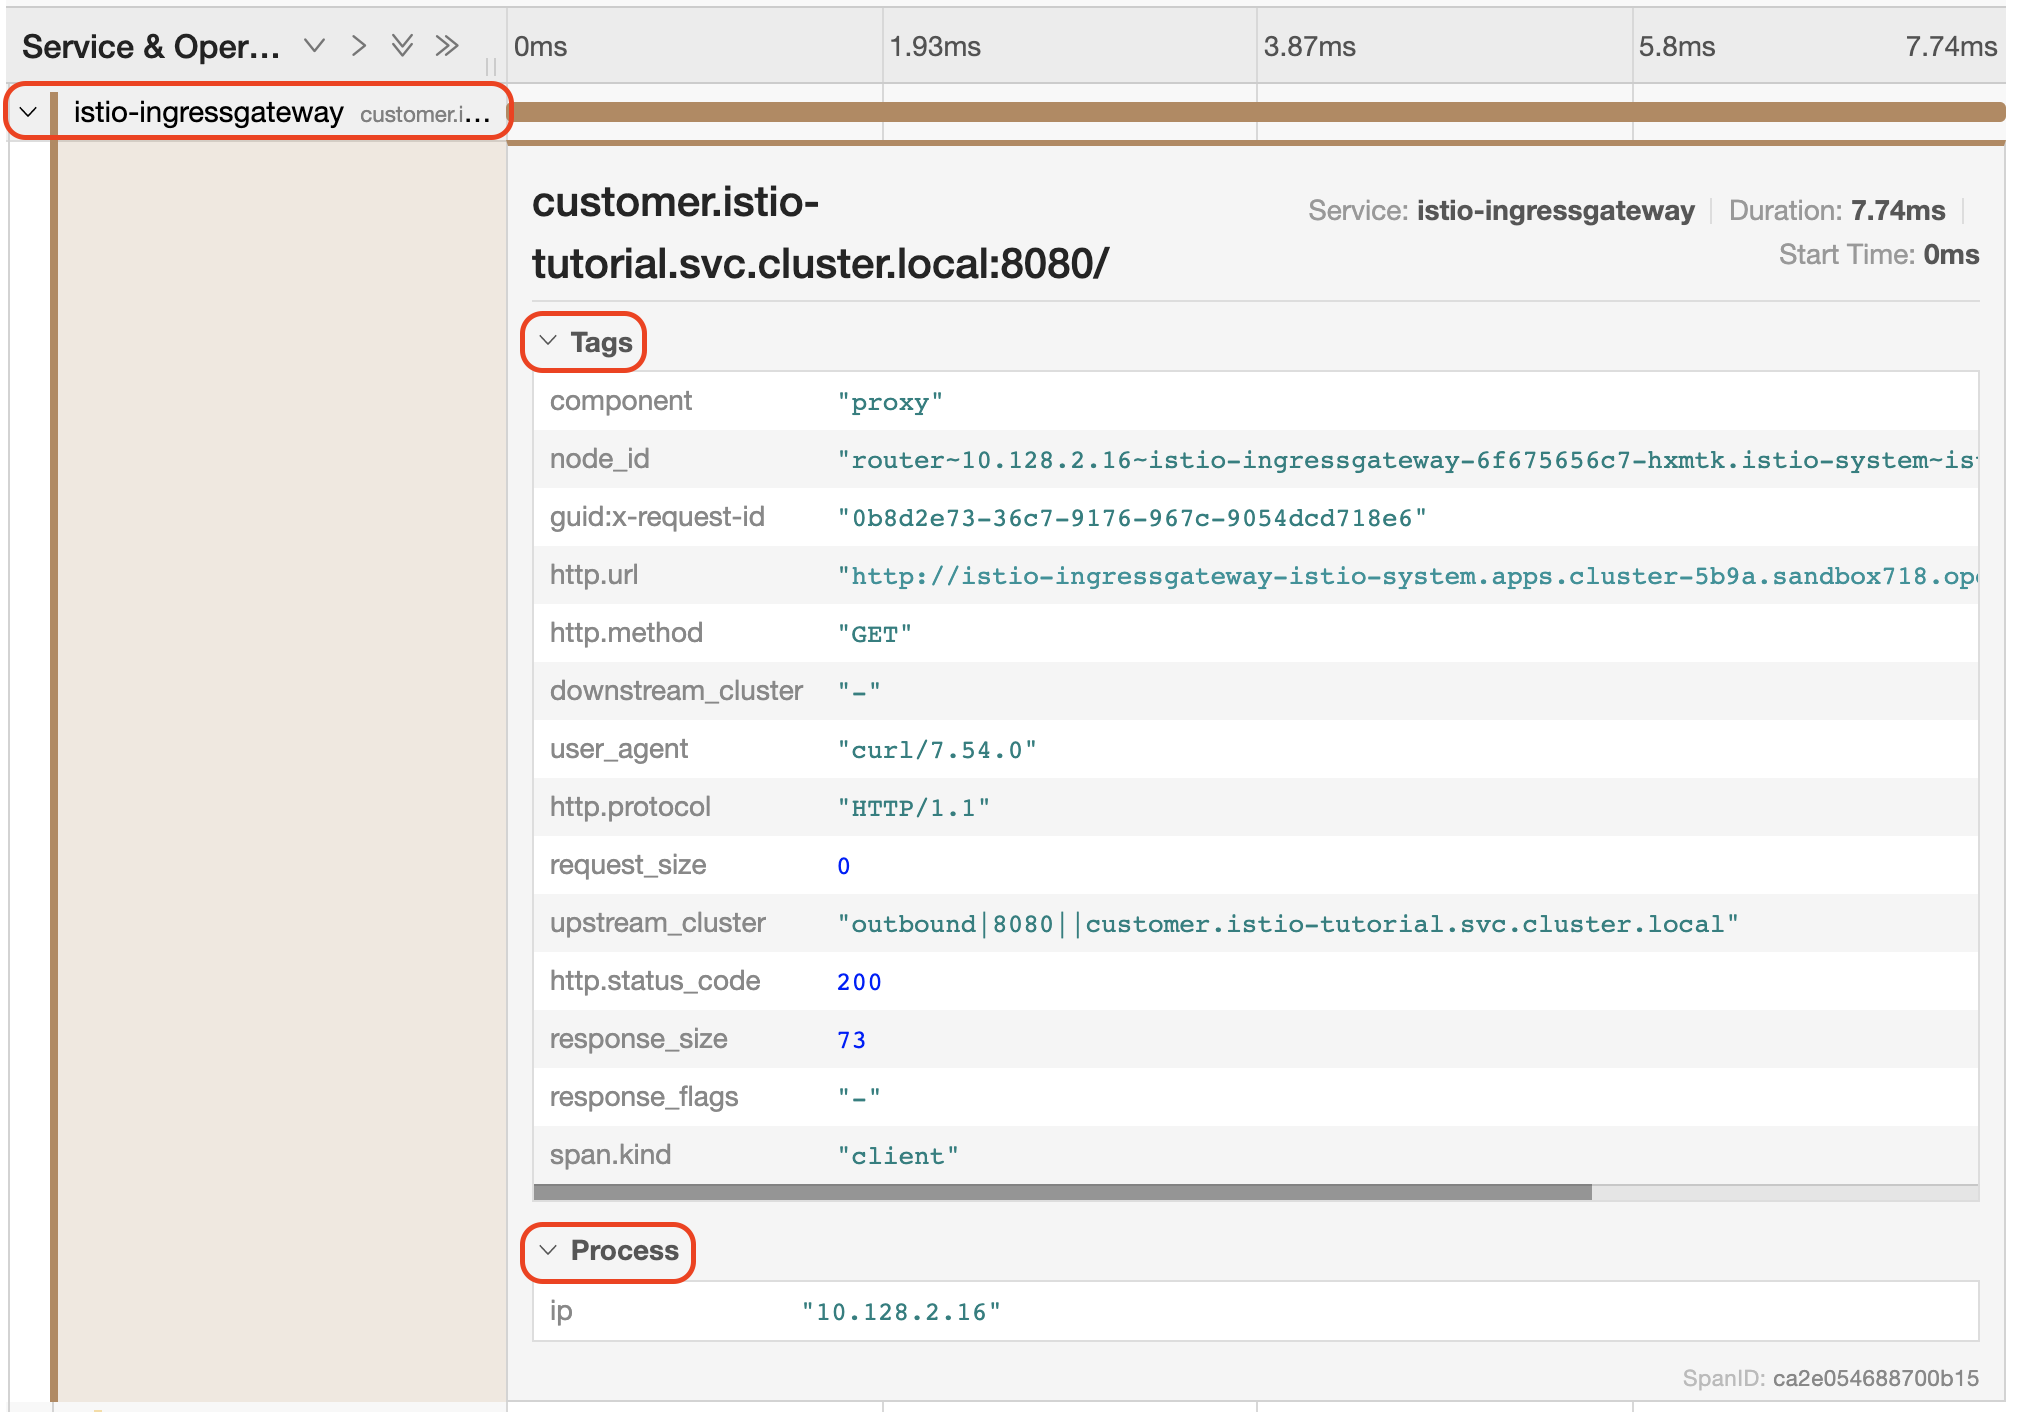 Service & Oper...
0ms 1.93ms 3.87ms 5.8ms 7.74ms
istio-ingressgateway customer.i...
customer.istio-
tutorial.svc.cluster.local:8080/
Service: istio-ingressgateway Duration: 7.74ms
Start Time: 0ms
Tags
component "proxy"
node_id "router~10.128.2.16~istio-ingressgateway-6f675656c7-hxmtk.istio-system~is
guid:x-request-id "0b8d2e73-36c7-9176-967c-9054dcd718e6"
http.url "http://istio-ingressgateway-istio-system.apps.cluster-5b9a.sandbox718.ope
http.method "GET"
downstream_cluster "-"
user_agent "curl/7.54.0"
http.protocol "HTTP/1.1"
request_size 0
upstream_cluster "outbound|8080||customer.istio-tutorial.svc.cluster.local"
http.status_code 200
response_size 73
response_flags "-"
span.kind "client"
Process
ip "10.128.2.16"
SpanID: ca2e054688700b15